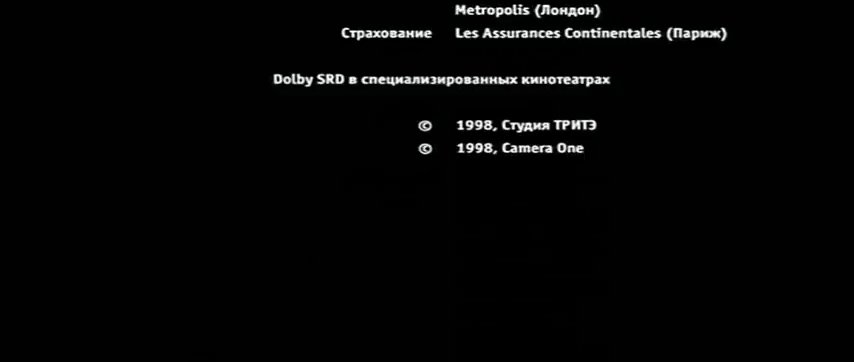 Metropolis (Лондон)
Страхование Les Assurances Continentales (Париж)
Dolby SRD в специализированных кинотеатрах
© 1998, Студия ТРИТЭ
© 1998, Camera One